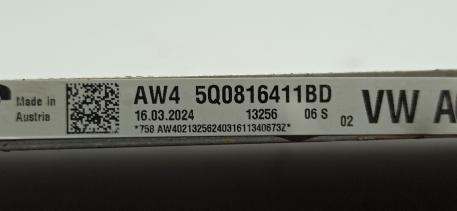 Made in
Austria
AW4 5Q0816411BD
16.03.2024 13256 06 S 02
*758 AW40213256240316113406732*
VW